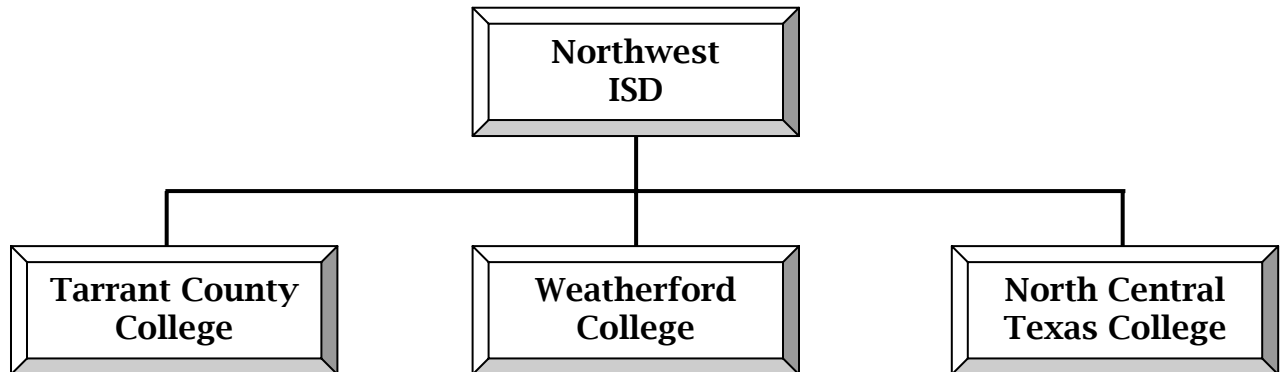 Northwest
ISD
Tarrant County
College
Weatherford
College
North Central
Texas College